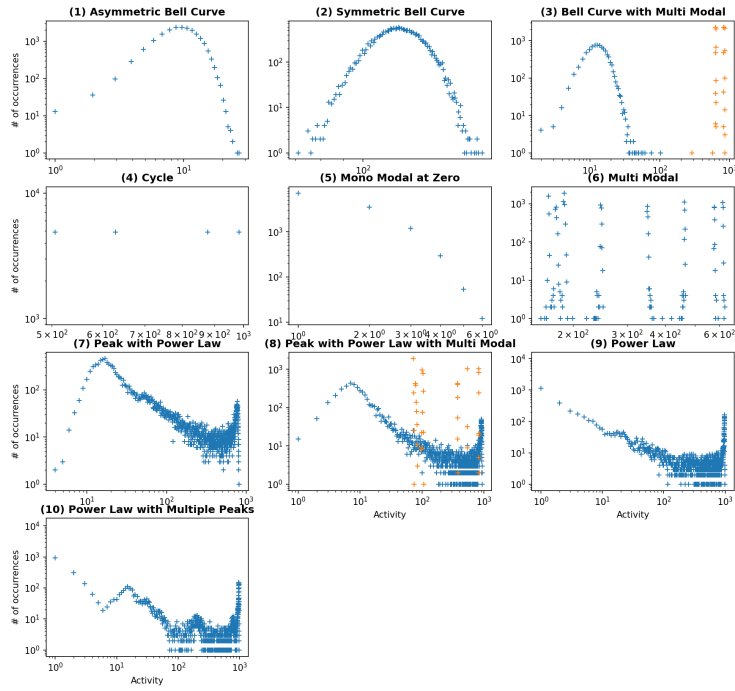 (1) Asymmetric Bell Curve
(2) Symmetric Bell Curve
(3) Bell Curve with Multi Modal
# of occurrences
10³
10²
10¹
10⁰
10⁰ 10¹
10²
10¹
10⁰
10²
10³
10²
10¹
10⁰
10¹ 10² 10³
(4) Cycle
(5) Mono Modal at Zero
(6) Multi Modal
# of occurrences
10⁴
10³
5 × 10² 6 × 10² 7 × 10² 8 × 10² 9 × 10² 10³
10³
10²
10¹
10⁰ 2 × 10⁰ 3 × 10⁰ 4 × 10⁰ 6 × 10⁰
10³
10²
10¹
10⁰
2 × 10² 3 × 10² 4 × 10² 6 × 10²
(7) Peak with Power Law
(8) Peak with Power Law with Multi Modal
(9) Power Law
# of occurrences
10²
10¹
10⁰
10¹ 10² 10³
10³
10²
10¹
10⁰
10⁰ 10¹ 10² 10³
Activity
10⁴
10³
10²
10¹
10⁰
10⁰ 10¹ 10² 10³
Activity
(10) Power Law with Multiple Peaks
# of occurrences
10⁴
10³
10²
10¹
10⁰
10⁰ 10¹ 10² 10³
Activity